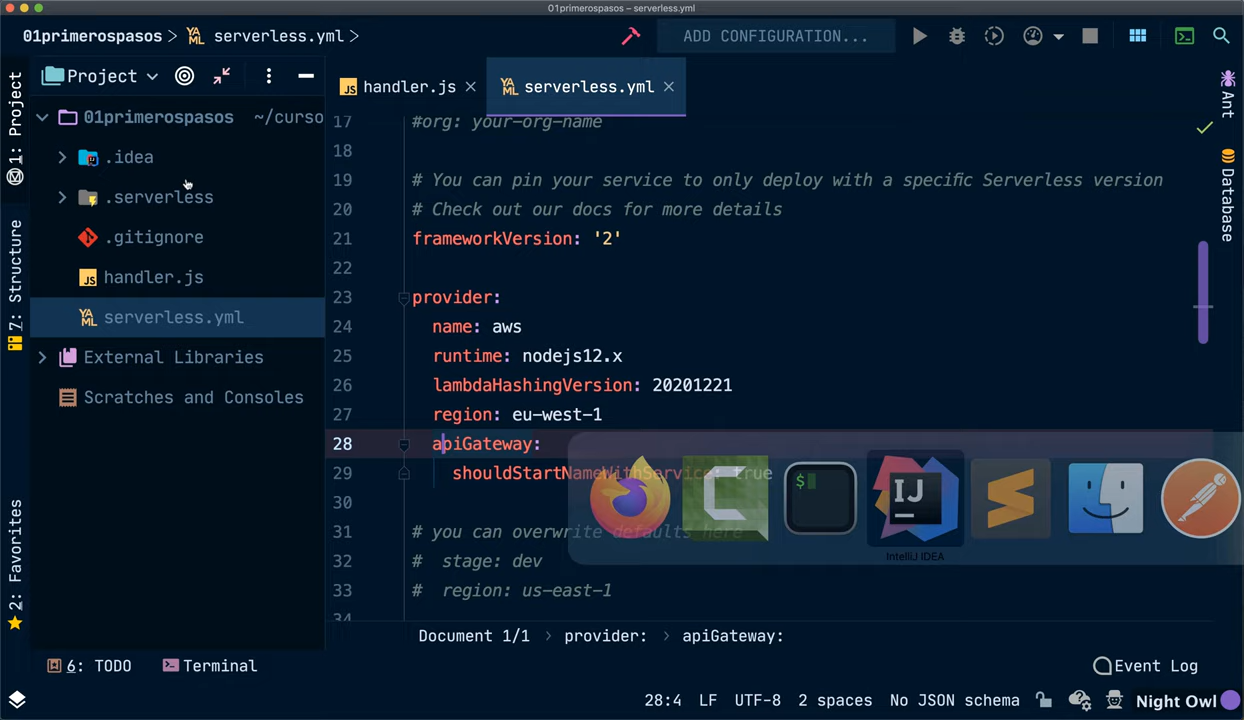 01primerospasos – serverless.yml
01primerospasos > serverless.yml >
ADD CONFIGURATION...
1: Project
7: Structure
2: Favorites
Project
01primerospasos ~/curso
.idea
.serverless
.gitignore
handler.js
serverless.yml
External Libraries
Scratches and Consoles
handler.js
serverless.yml
17 #org: your-org-name
18
19 # You can pin your service to only deploy with a specific Serverless version
20 # Check out our docs for more details
21 frameworkVersion: '2'
22
23 provider:
24 name: aws
25 runtime: nodejs12.x
26 lambdaHashingVersion: 20201221
27 region: eu-west-1
28 apiGateway:
29 shouldStartNameWithService: true
30
31 # you can overwrite defaults here
32 # stage: dev
33 # region: us-east-1
34
IntelliJ IDEA
Document 1/1 > provider: > apiGateway:
Ant
Database
6: TODO
Terminal
Event Log
28:4 LF UTF-8 2 spaces No JSON schema Night Owl